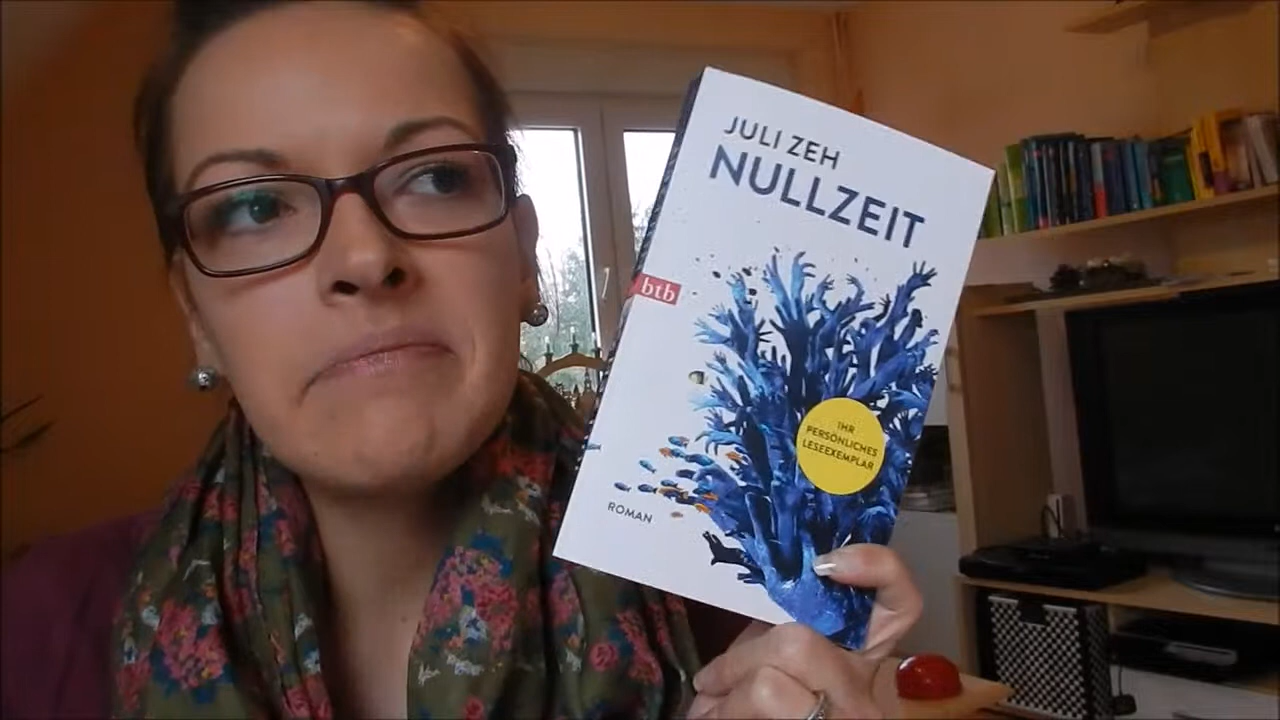 JULI ZEH
NULLZEIT
btb
IHR
PERSÖNLICHES
LESEEXEMPLAR
ROMAN